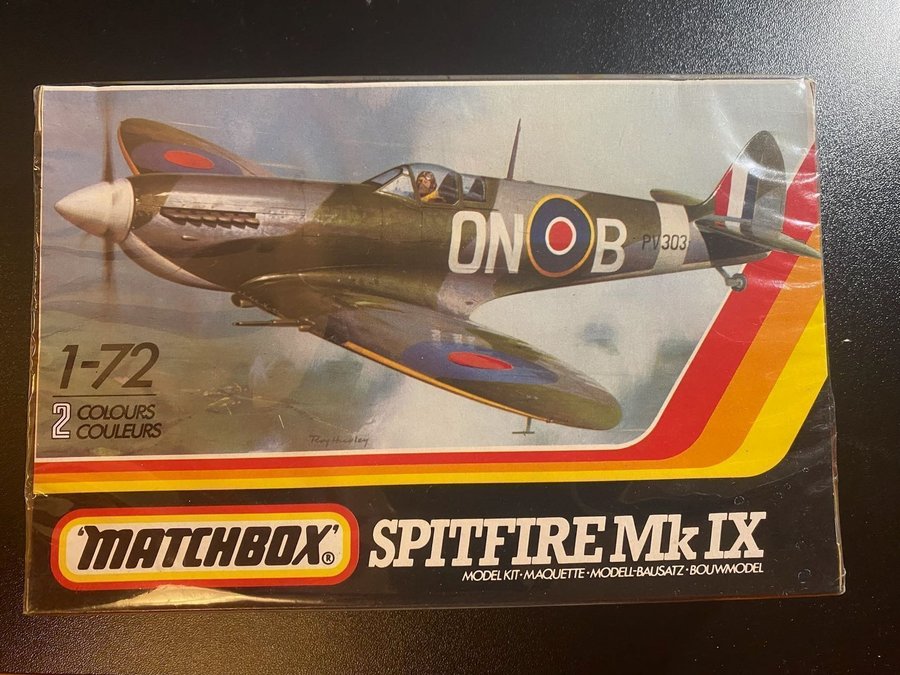 ON B
PV303
1-72
2 COLOURS
COULEURS
Roy Huxley
'MATCHBOX'®
SPITFIRE Mk IX
MODEL KIT·MAQUETTE·MODELL-BAUSATZ·BOUWMODEL